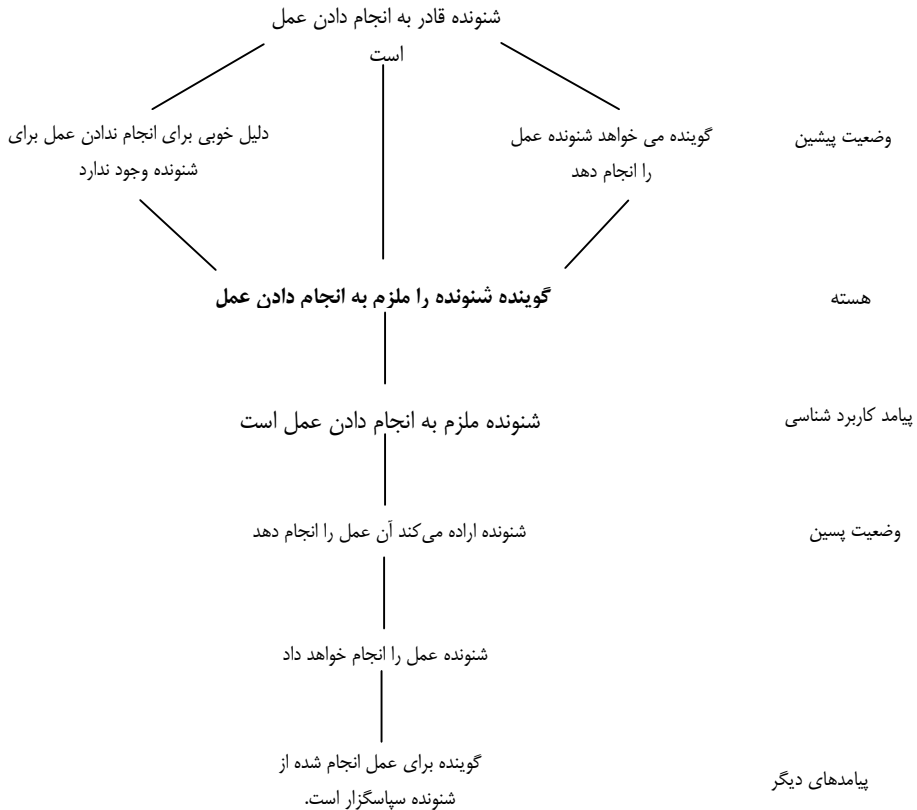 شنونده قادر به انجام دادن عمل
است
وضعیت پیشین
گوینده می خواهد شنونده عمل
را انجام دهد
دلیل خوبی برای انجام ندادن عمل برای
شنونده وجود ندارد
هسته
گوینده شنونده را ملزم به انجام دادن عمل
پیامد کاربرد شناسی
شنونده ملزم به انجام دادن عمل است
وضعیت پسین
شنونده اراده می‌کند آن عمل را انجام دهد
شنونده عمل را انجام خواهد داد
پیامدهای دیگر
گوینده برای عمل انجام شده از
شنونده سپاسگزار است.